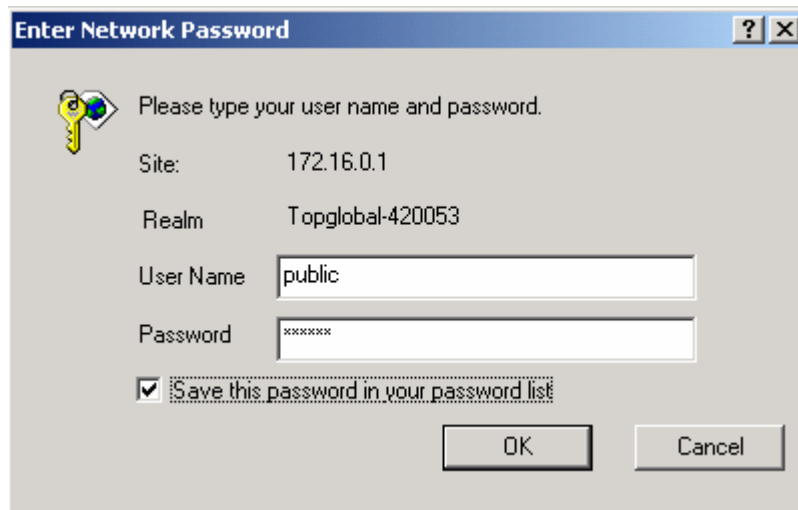 Enter Network Password
Please type your user name and password.
Site: 172.16.0.1
Realm Topglobal-420053
User Name public
Password ××××××
Save this password in your password list
OK Cancel